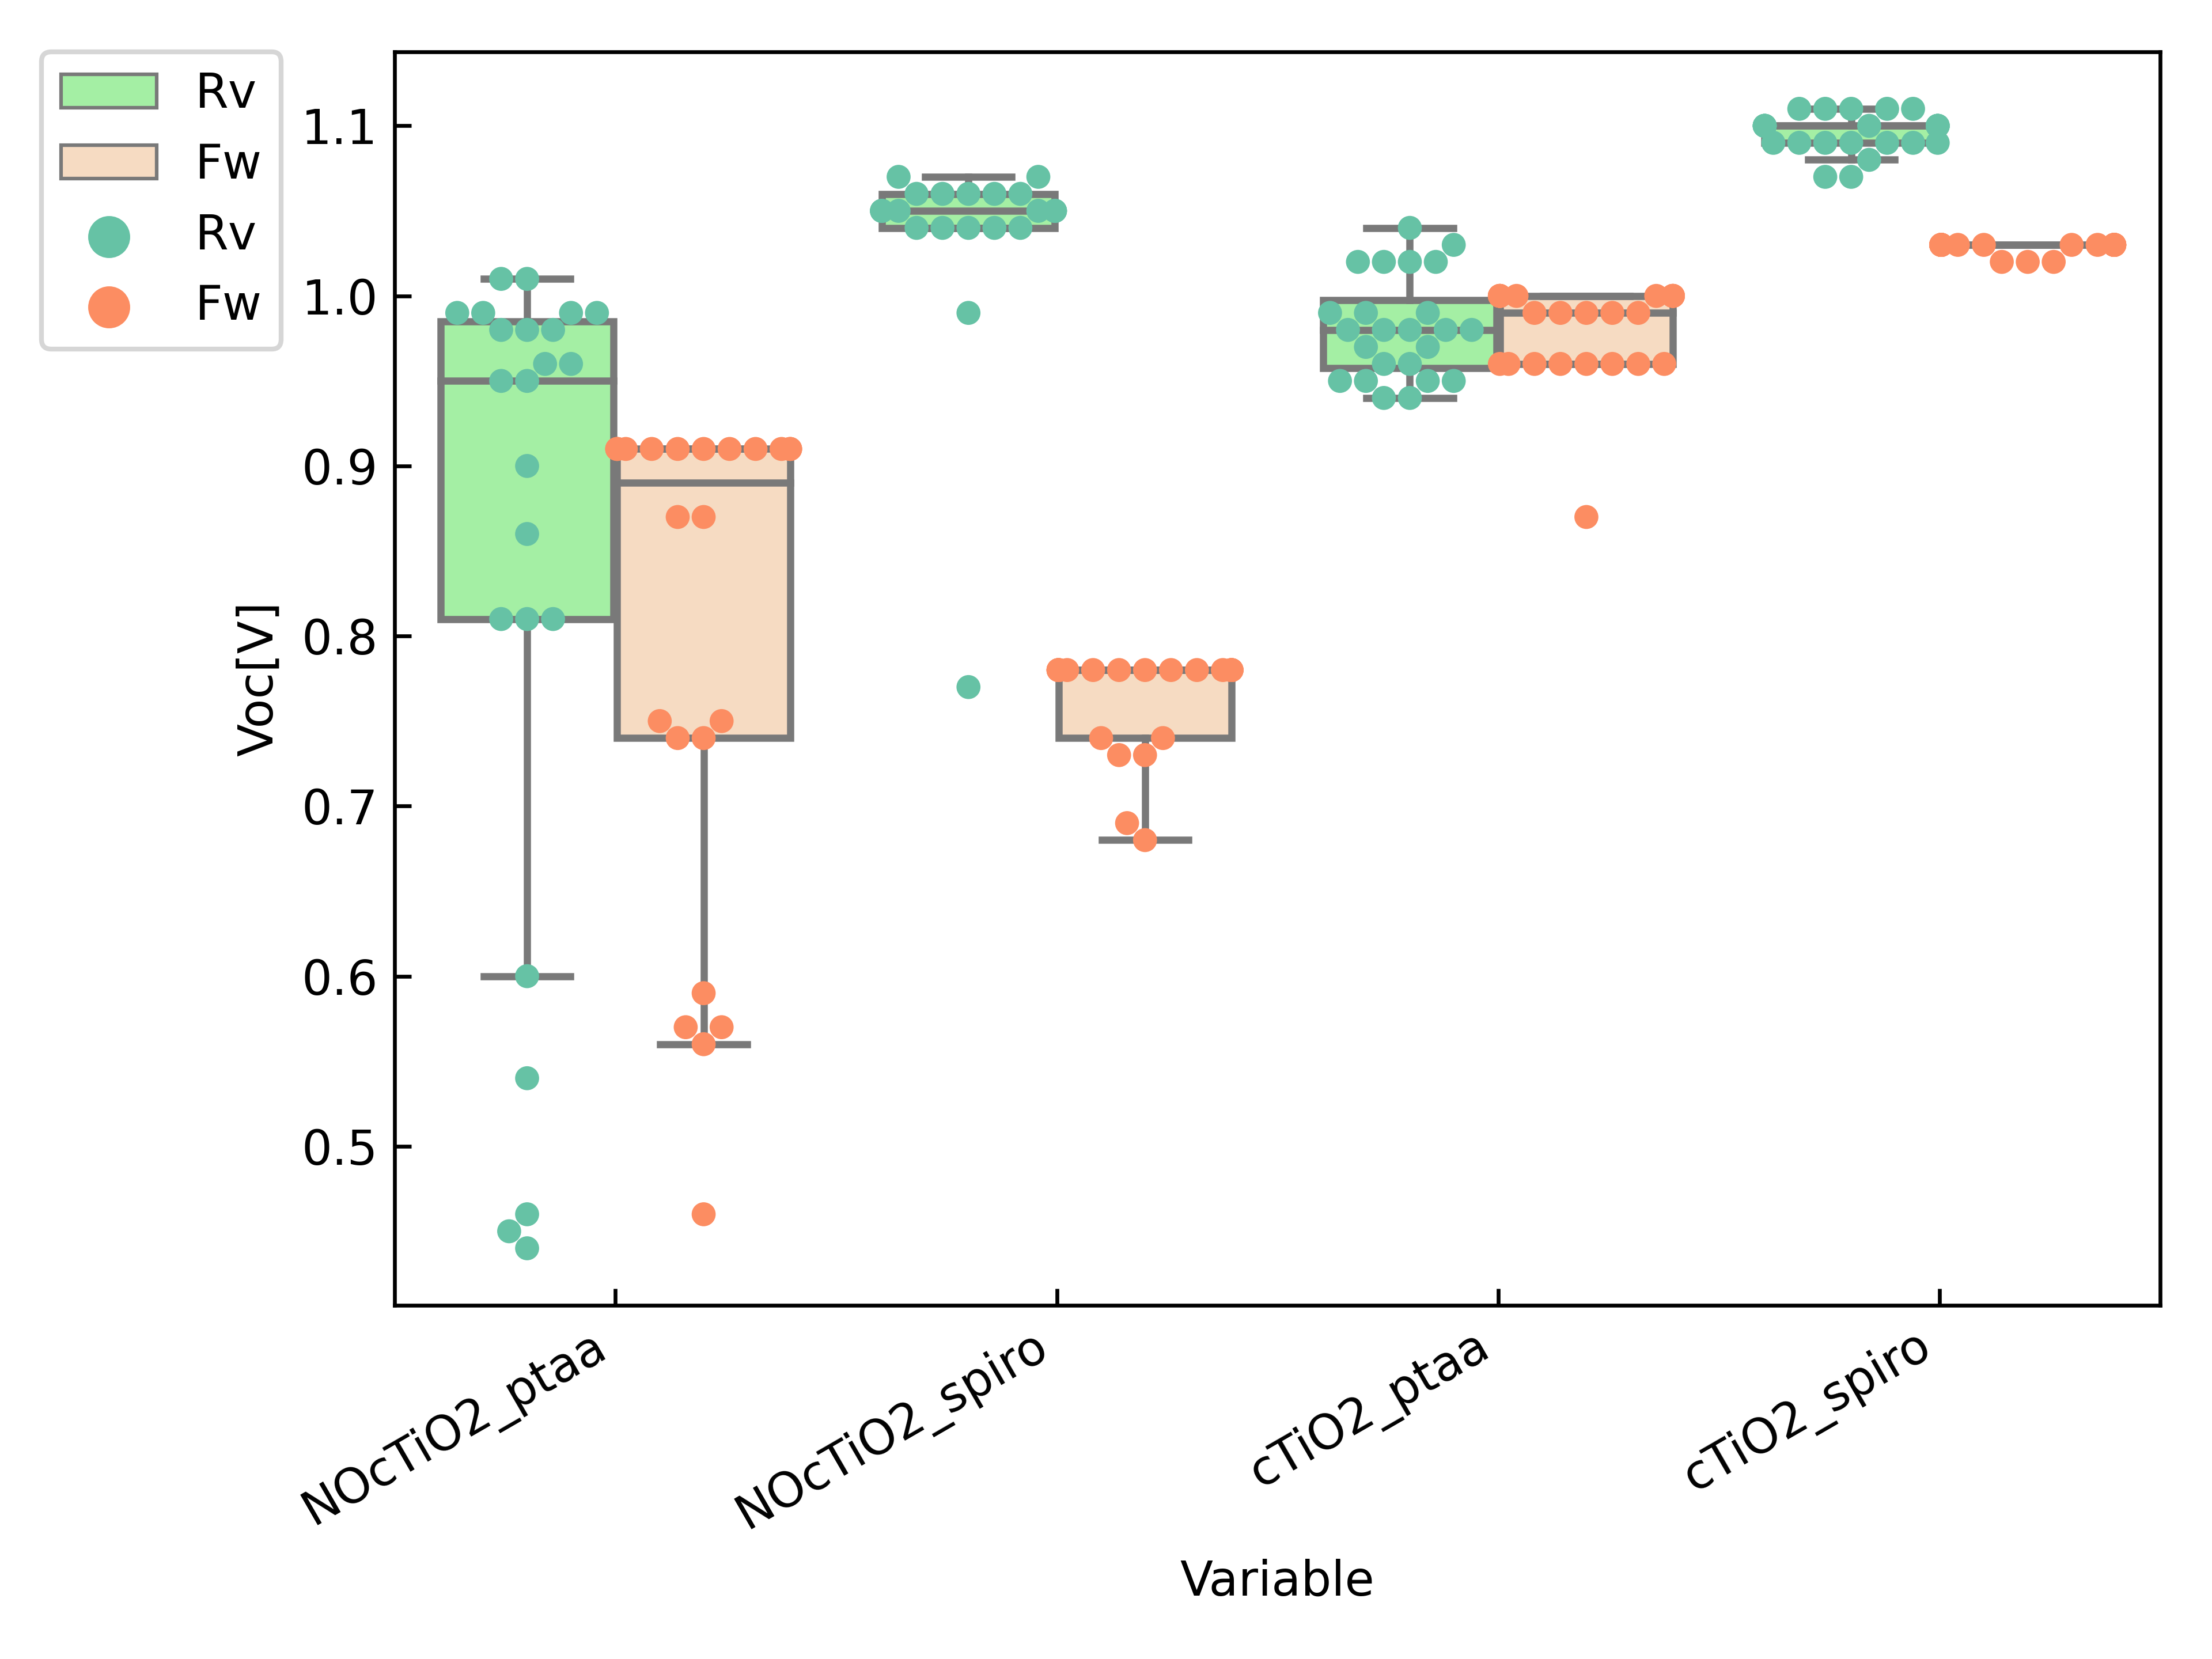 Rv
Fw
Rv
Fw
1.1
1.0
0.9
0.8
0.7
0.6
0.5
Voc[V]
NOcTiO2_ptaa
NOcTiO2_spiro
cTiO2_ptaa
cTiO2_spiro
Variable